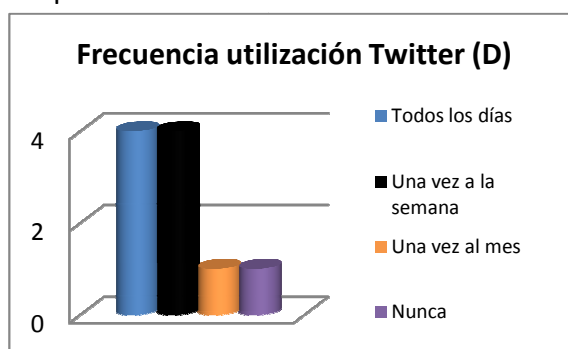 Frecuencia utilización Twitter (D)
4
2
0
Todos los días
Una vez a la
semana
Una vez al mes
Nunca